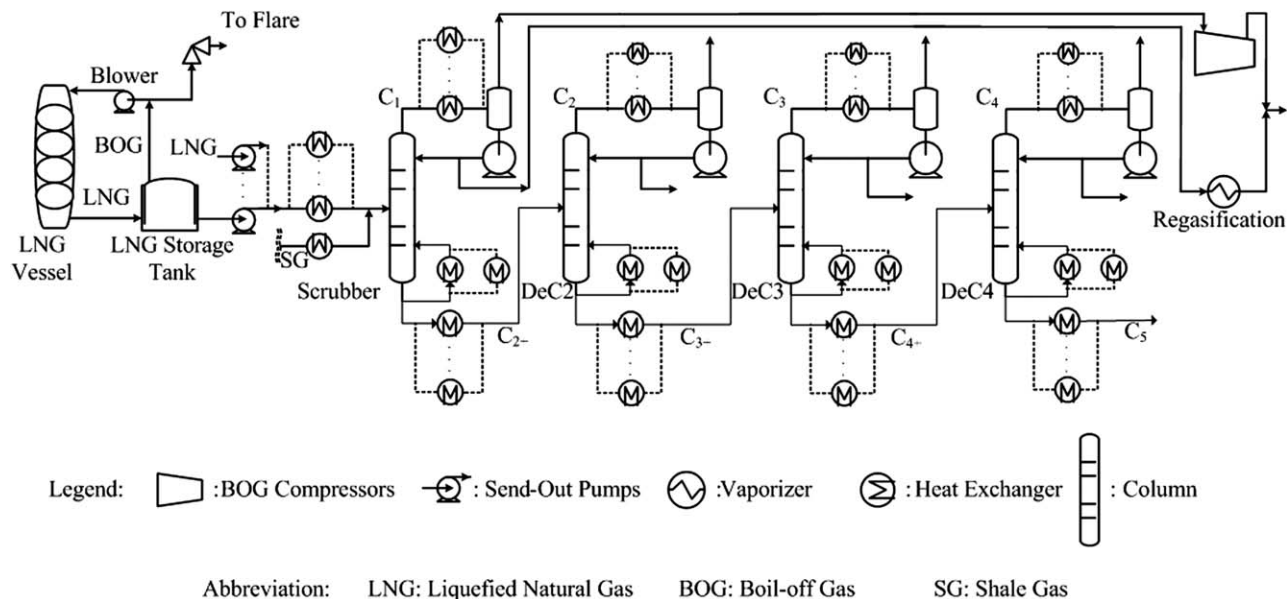 To Flare
Blower
BOG
LNG
LNG
LNG
Vessel
LNG Storage
Tank
SG
Scrubber
C1
C2
C3
C4
DeC2
DeC3
DeC4
C2-
C3-
C4+
C5
Regasification
Legend:
:BOG Compressors
: Send-Out Pumps
:Vaporizer
: Heat Exchanger
: Column
Abbreviation:
LNG: Liquefied Natural Gas
BOG: Boil-off Gas
SG: Shale Gas